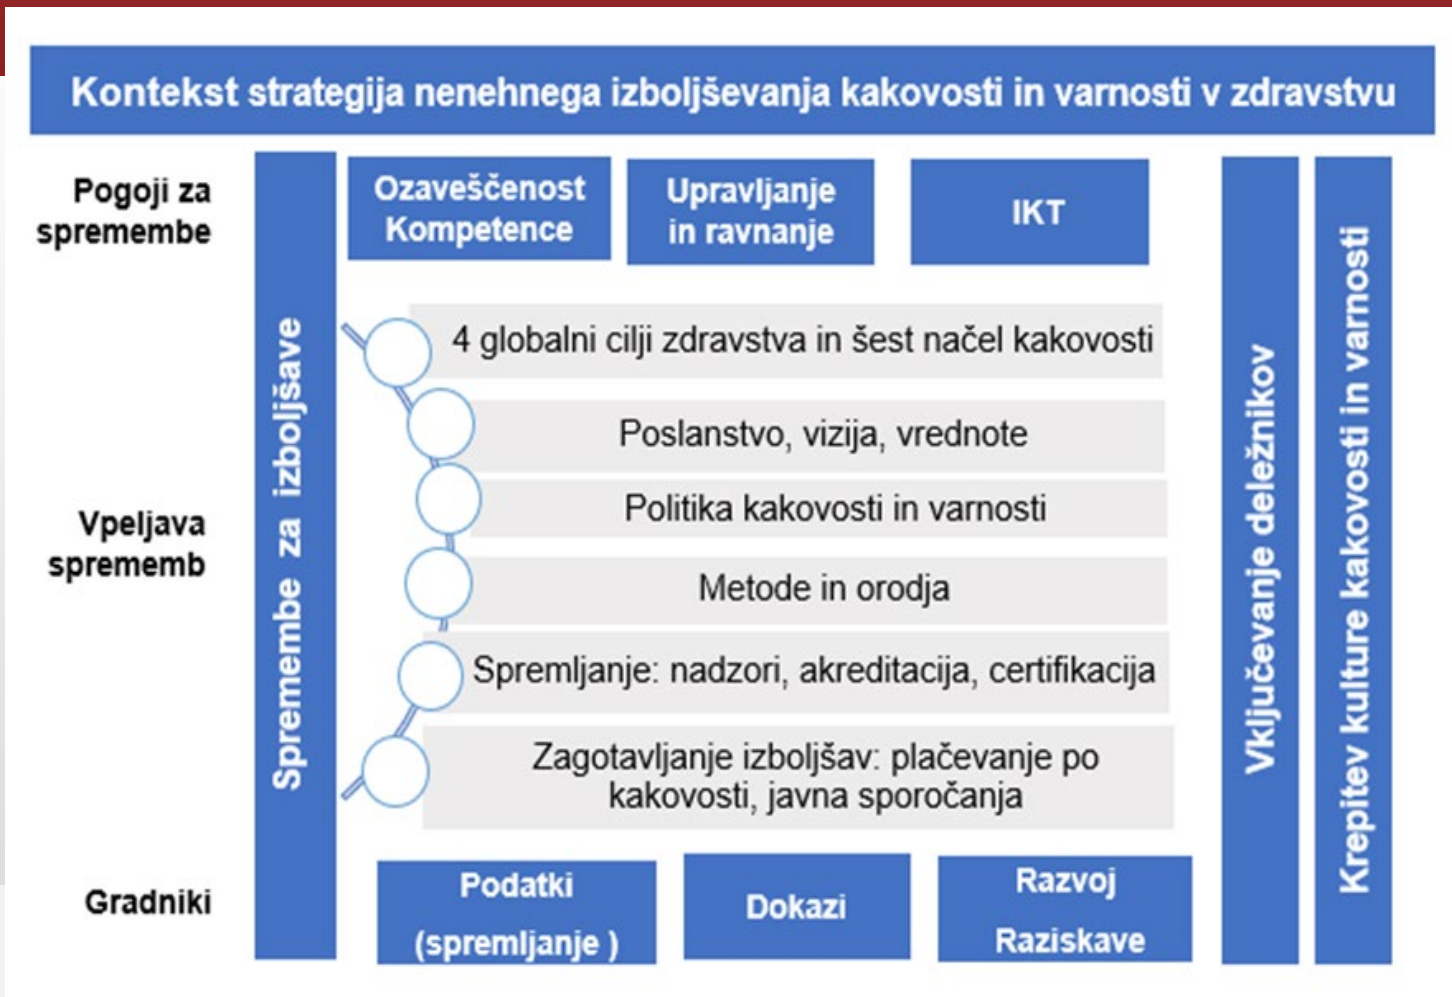 Kontekst strategija nenehnega izboljševanja kakovosti in varnosti v zdravstvu
Pogoji za
spremembe
Ozaveščenost
Kompetence
Upravljanje
in ravnanje
IKT
Spremembe za izboljšave
Vpeljava
sprememb
4 globalni cilji zdravstva in šest načel kakovosti
Poslanstvo, vizija, vrednote
Politika kakovosti in varnosti
Metode in orodja
Spremljanje: nadzori, akreditacija, certifikacija
Zagotavljanje izboljšav: plačevanje po
kakovosti, javna sporočanja
Vključevanje deležnikov
Krepitev kulture kakovosti in varnosti
Gradniki
Podatki
(spremljanje )
Dokazi
Razvoj
Raziskave